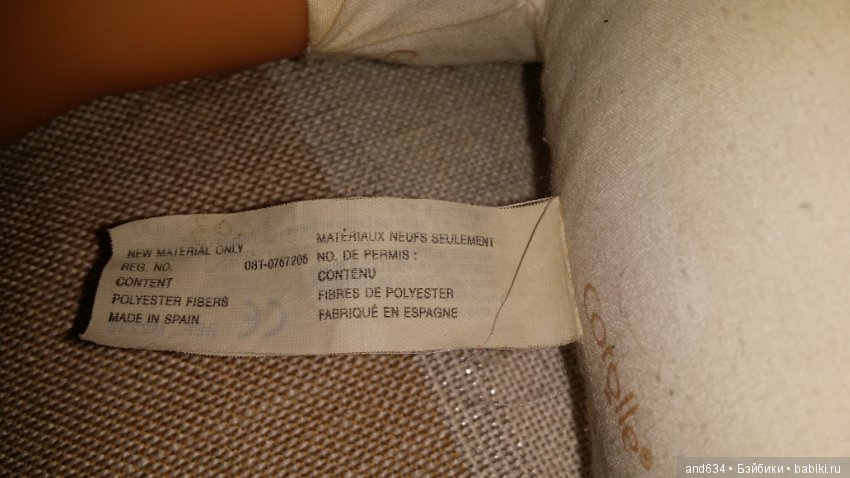 NEW MATERIAL ONLY
REG. NO. 08T-0757205
CONTENT
POLYESTER FIBERS
MADE IN SPAIN
MATÉRIAUX NEUFS SEULEMENT
NO. DE PERMIS :
CONTENU
FIBRES DE POLYESTER
FABRIQUÉ EN ESPAGNE
CE
Corolle
and634 • Бэйбики • babiki.ru